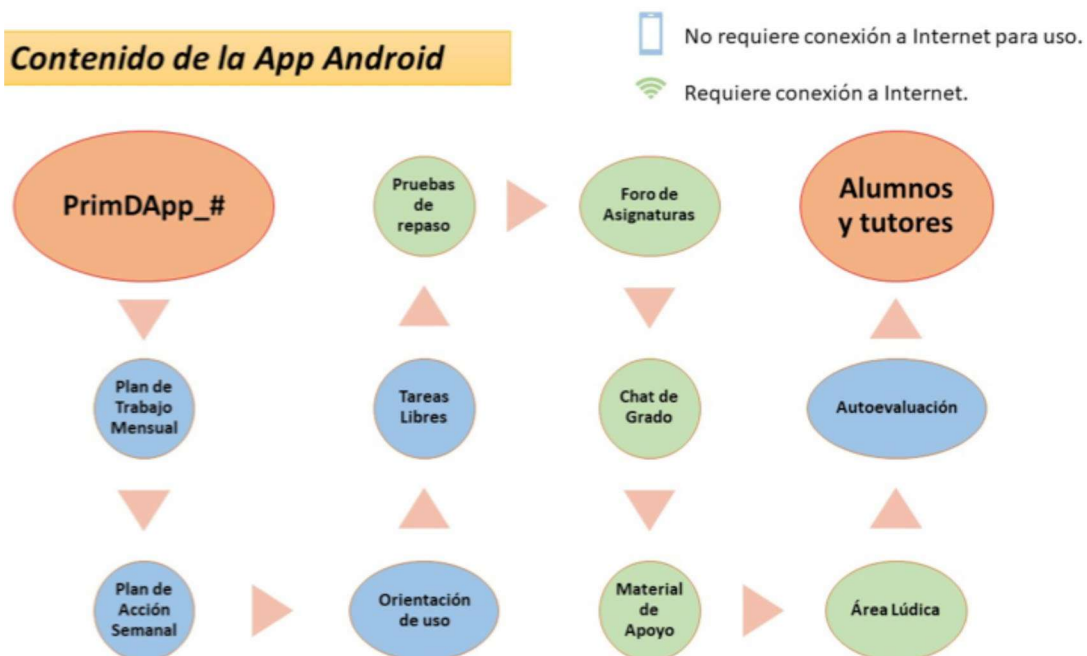 Contenido de la App Android
No requiere conexión a Internet para uso.
Requiere conexión a Internet.
PrimDApp_#
Pruebas
de
repaso
Foro de
Asignaturas
Alumnos
y tutores
Plan de
Trabajo
Mensual
Tareas
Libres
Chat de
Grado
Autoevaluación
Plan de
Acción
Semanal
Orientación
de uso
Material
de
Apoyo
Área Lúdica